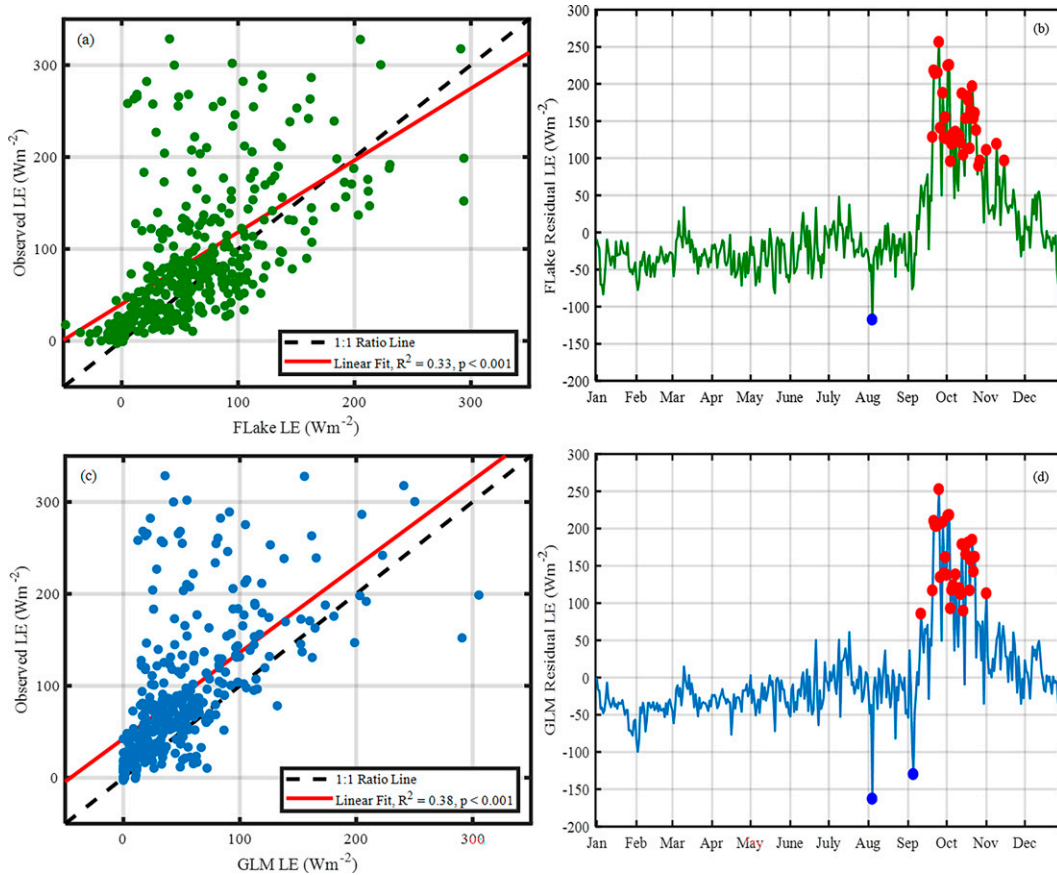 (a)
300
200
100
0
Observed LE (Wm⁻²)
1:1 Ratio Line
Linear Fit, R² = 0.33, p < 0.001
0 100 200 300
FLake LE (Wm⁻²)
(b)
300
250
200
150
100
50
0
-50
-100
-150
-200
FLake Residual LE (Wm⁻²)
Jan Feb Mar Apr May June July Aug Sep Oct Nov Dec
(c)
300
200
100
0
Observed LE (Wm⁻²)
1:1 Ratio Line
Linear Fit, R² = 0.38, p < 0.001
0 100 200 300
GLM LE (Wm⁻²)
(d)
300
250
200
150
100
50
0
-50
-100
-150
-200
GLM Residual LE (Wm⁻²)
Jan Feb Mar Apr May June July Aug Sep Oct Nov Dec